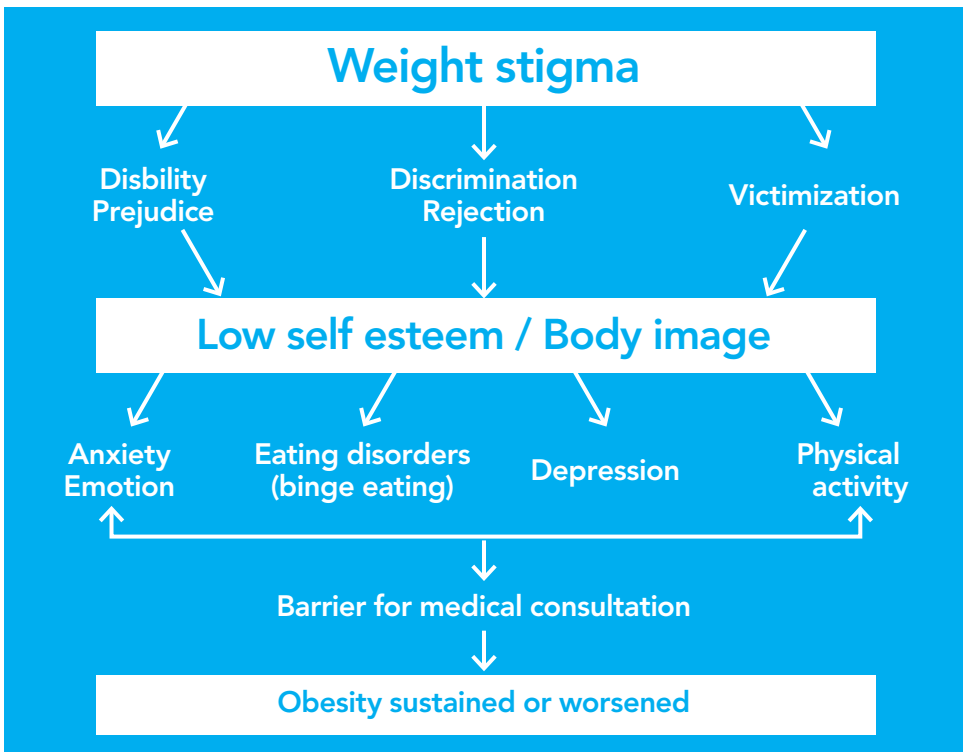 Weight stigma
Disbility
Prejudice
Discrimination
Rejection
Victimization
Low self esteem / Body image
Anxiety
Emotion
Eating disorders
(binge eating)
Depression
Physical
activity
Barrier for medical consultation
Obesity sustained or worsened